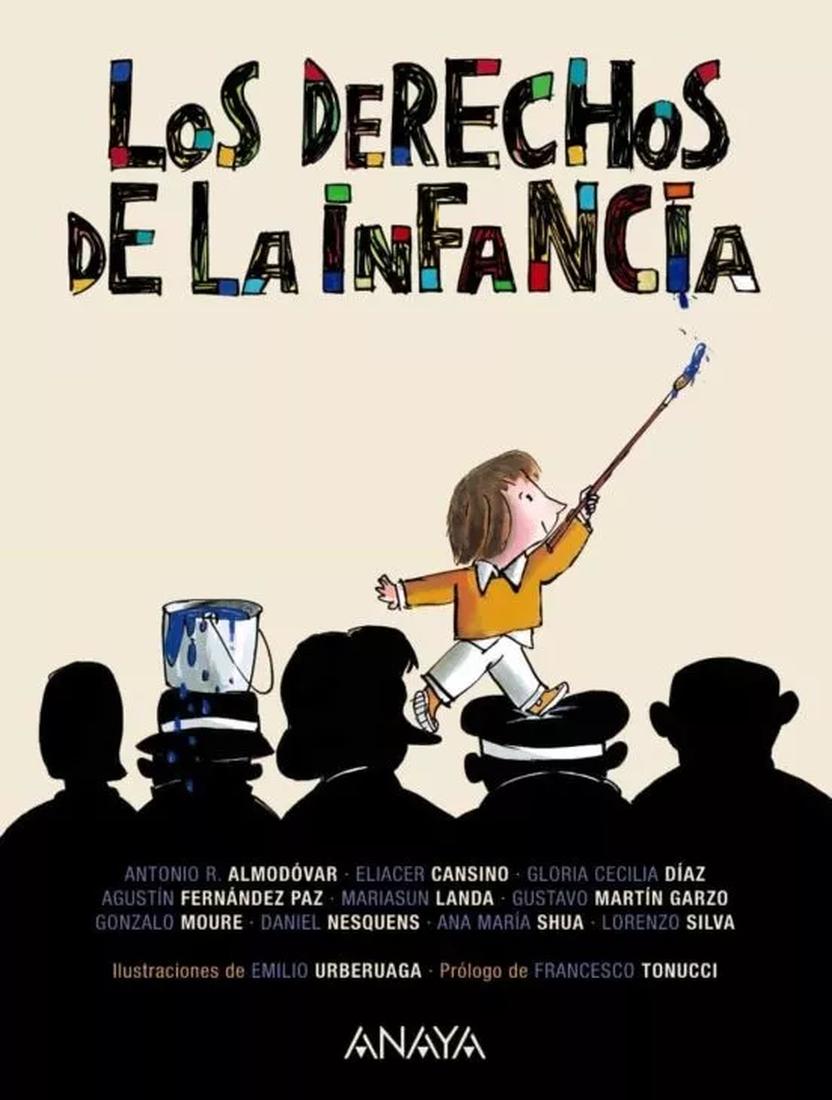 LOS DERECHOS
DE LA INFANCIA
ANTONIO R. ALMODÓVAR · ELIACER CANSINO · GLORIA CECILIA DÍAZ
AGUSTÍN FERNÁNDEZ PAZ · MARIASUN LANDA · GUSTAVO MARTÍN GARZO
GONZALO MOURE · DANIEL NESQUENS · ANA MARÍA SHUA · LORENZO SILVA
Ilustraciones de EMILIO URBERUAGA · Prólogo de FRANCESCO TONUCCI
ANAYA